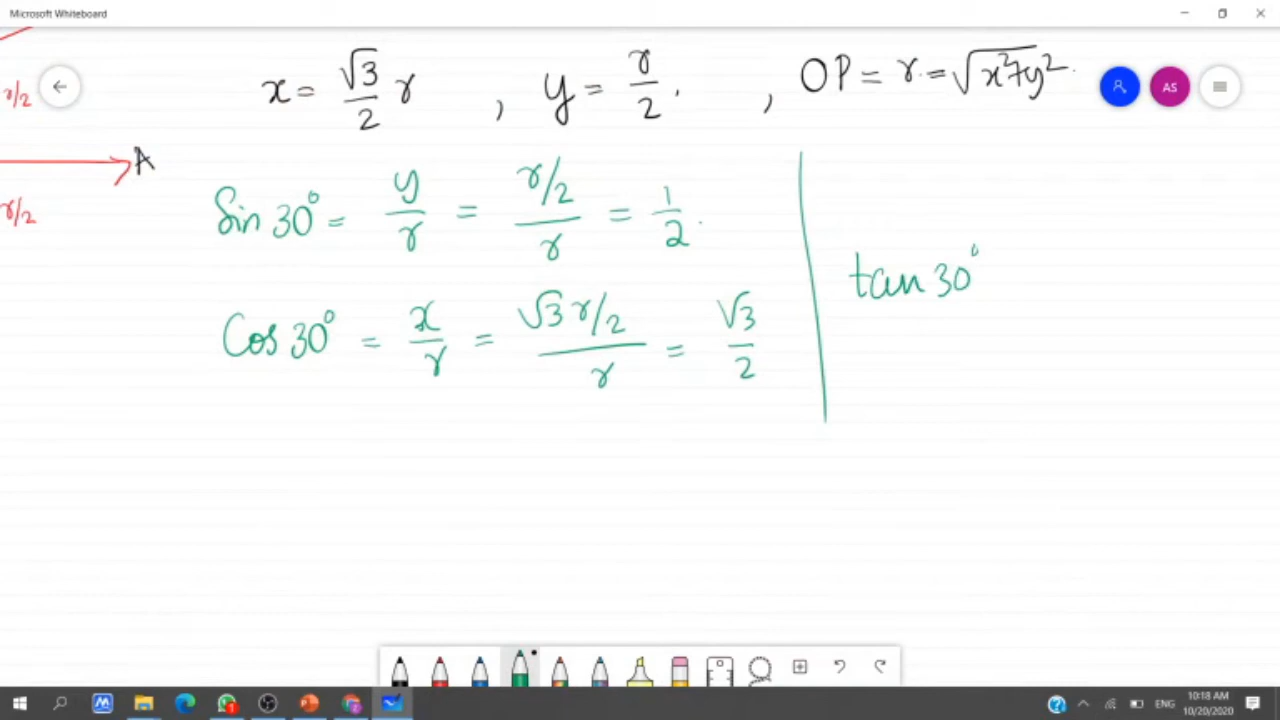 Microsoft Whiteboard
x = √3/2 r , y = r/2 . , OP = r = √x²+y² .
r/2
AS
A
r/2
Sin 30° = y/r = r/2/r = 1/2 .
Cos 30° = x/r = √3 r/2/r = √3/2
tan 30°
10:18 AM
ENG
10/20/2020